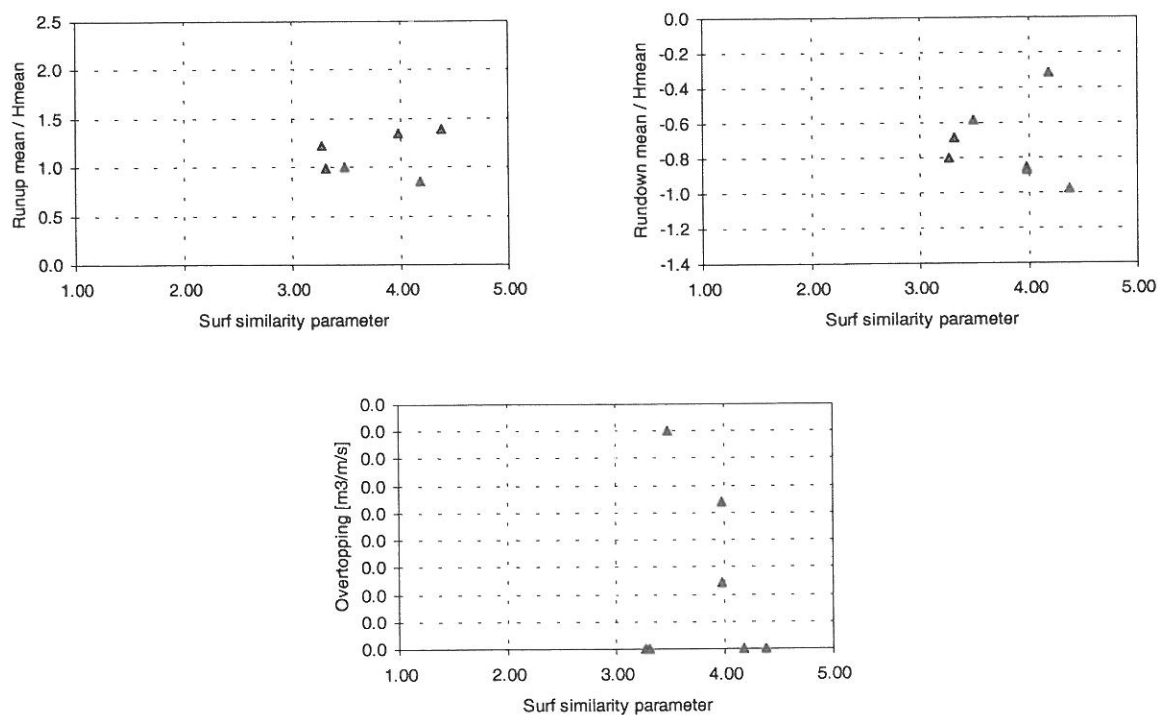 Runup mean / Hmean
2.5
2.0
1.5
1.0
0.5
0.0
1.00 2.00 3.00 4.00 5.00
Surf similarity parameter
Rundown mean / Hmean
0.0
-0.2
-0.4
-0.6
-0.8
-1.0
-1.2
-1.4
1.00 2.00 3.00 4.00 5.00
Surf similarity parameter
Overtopping [m3/m/s]
0.0
0.0
0.0
0.0
0.0
0.0
0.0
0.0
0.0
0.0
1.00 2.00 3.00 4.00 5.00
Surf similarity parameter